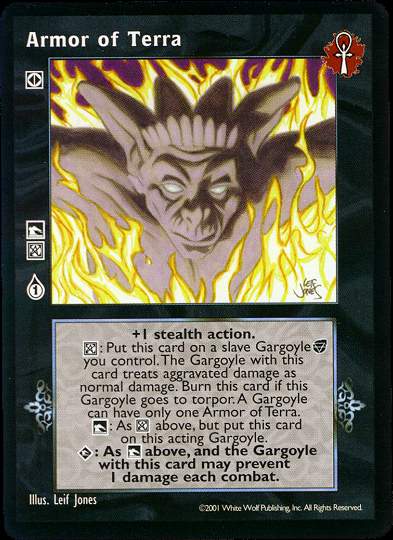 Armor of Terra
1
LEIF
JONES
+1 stealth action.
: Put this card on a slave Gargoyle
you control. The Gargoyle with this
card treats aggravated damage as
normal damage. Burn this card if this
Gargoyle goes to torpor. A Gargoyle
can have only one Armor of Terra.
: As above, but put this card
on this acting Gargoyle.
: As above, and the Gargoyle
with this card may prevent
1 damage each combat.
Illus. Leif Jones
©2001 White Wolf Publishing, Inc. All Rights Reserved.